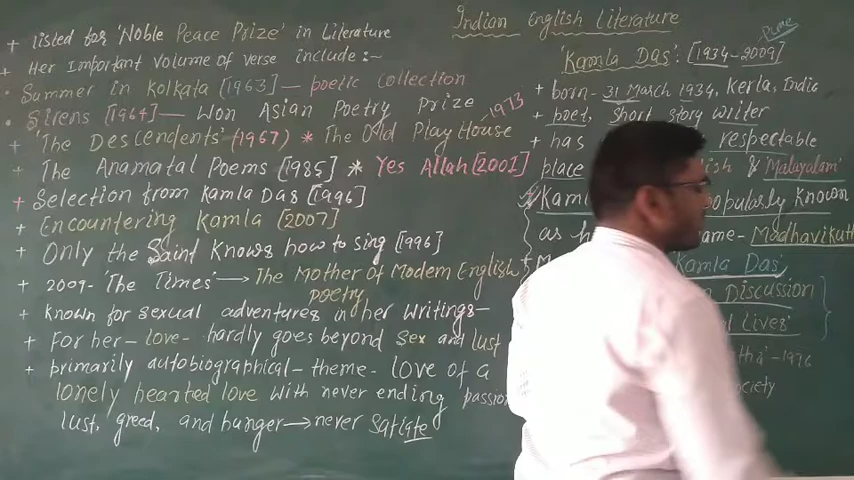 Indian English Literature
+ listed for 'Noble Peace Prize' in Literature
+ Her important volume of verse include :-
· Summer in Kolkata [1963] — poetic collection
· Sirens [1964] — Won Asian Poetry Prize
+ 'The Descendents' - (1967) * The Old Play House - 1973
+ The Anamatal Poems [1985] * Yes Allah [2001]
+ Selection from Kamla Das [1996]
+ Encountering Kamla [2007]
+ Only the Saint Knows how to sing [1996]
+ 2009 - 'The Times' → The Mother of Modern English poetry
+ Known for sexual adventures in her writings -
+ For her - love - hardly goes beyond sex and lust
+ primarily autobiographical - theme - love of a
lonely hearted love with never ending passion
lust, greed, and hunger → never satiate
'Kamla Das' : [1934-2009]
+ born - 31 March 1934, Kerla, India
+ poet, short story writer
+ has respectable
place & Malayalam'
popularly known
as Madhavikutti
Kamla Das'
Discussion
Lives'
- 1976